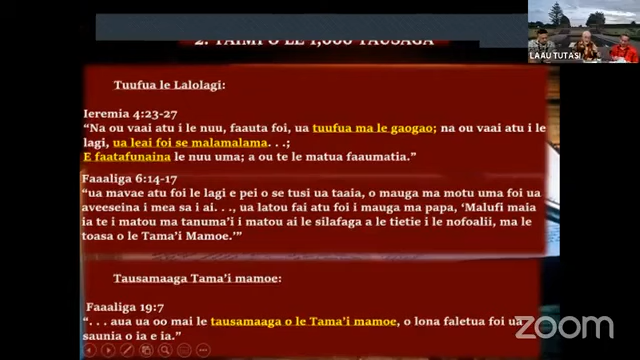 2. TAIMI O LE 1,000 TAUSAGA
LAAU TUTASI
Tuufua le Lalolagi:
Ieremia 4:23-27
“Na ou vaai atu i le nuu, faauta foi, ua tuufua ma le gaogao; na ou vaai atu i le
lagi, ua leai foi se malamalama. . .;
E faatafunaina le nuu uma; a ou te le matua faaumatia.”
Faaaliga 6:14-17
“ua mavae atu foi le lagi e pei o se tusi ua taaia, o mauga ma motu uma foi ua
aveeseina i mea sa i ai. . ., ua latou fai atu foi i mauga ma papa, ‘Malufi maia
ia te i matou ma tanuma’i i matou ai le silafaga a le tietie i le nofoalii, ma le
toasa o le Tama’i Mamoe.’”
Tausamaaga Tama’i mamoe:
Faaaliga 19:7
“. . . aua ua oo mai le tausamaaga o le Tama’i mamoe, o lona faletua foi ua
saunia o ia e ia.”
zoom